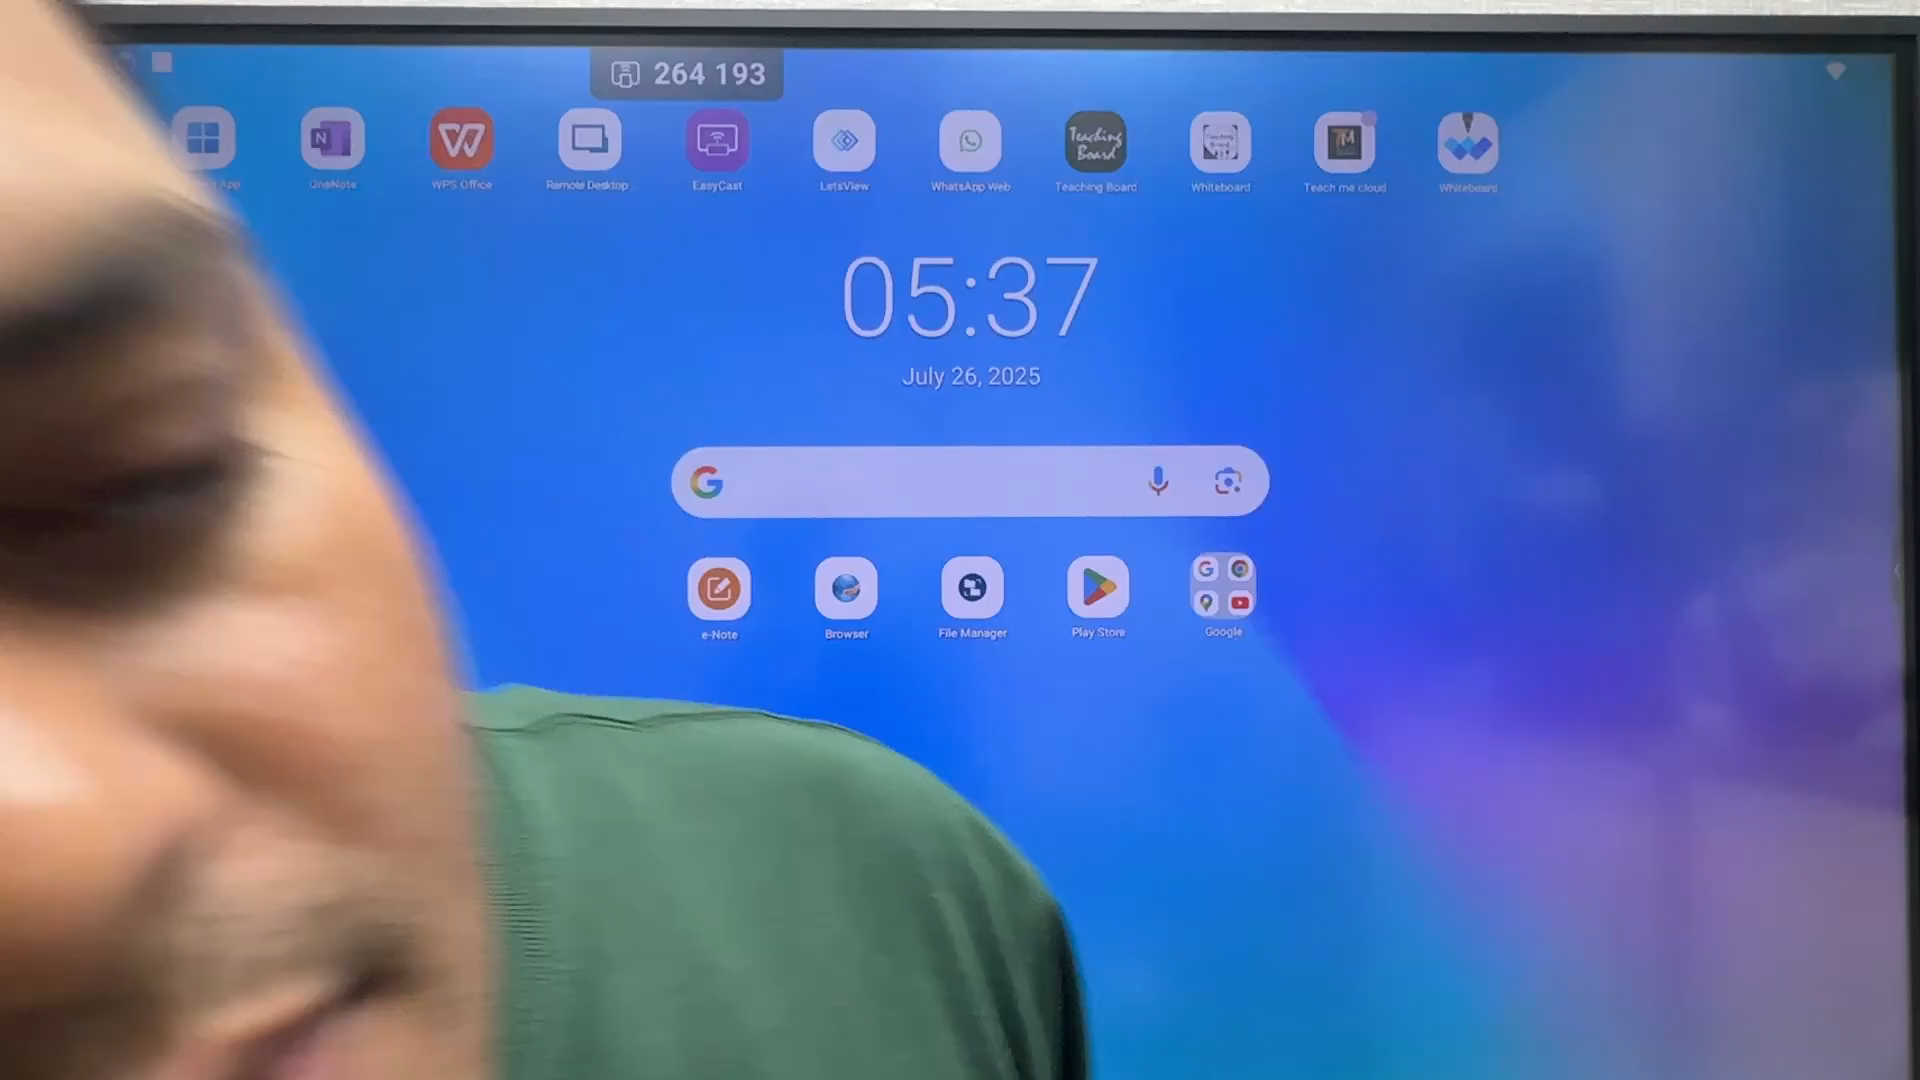 264 193
App
OneNote
WPS Office
Remote Desktop
EasyCast
LetsView
WhatsApp Web
Teaching Board
Teaching Board
Whiteboard
Teach me cloud
Whiteboard
05:37
July 26, 2025
e-Note
Browser
File Manager
Play Store
Google